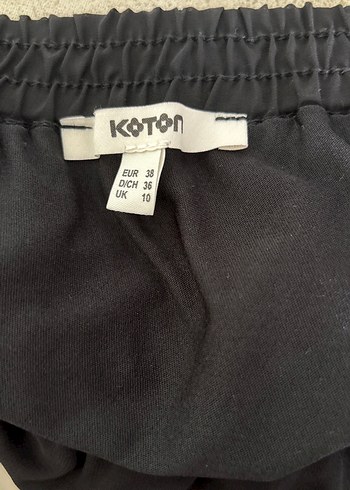 KOTON
EUR 38
D/CH 36
UK 10